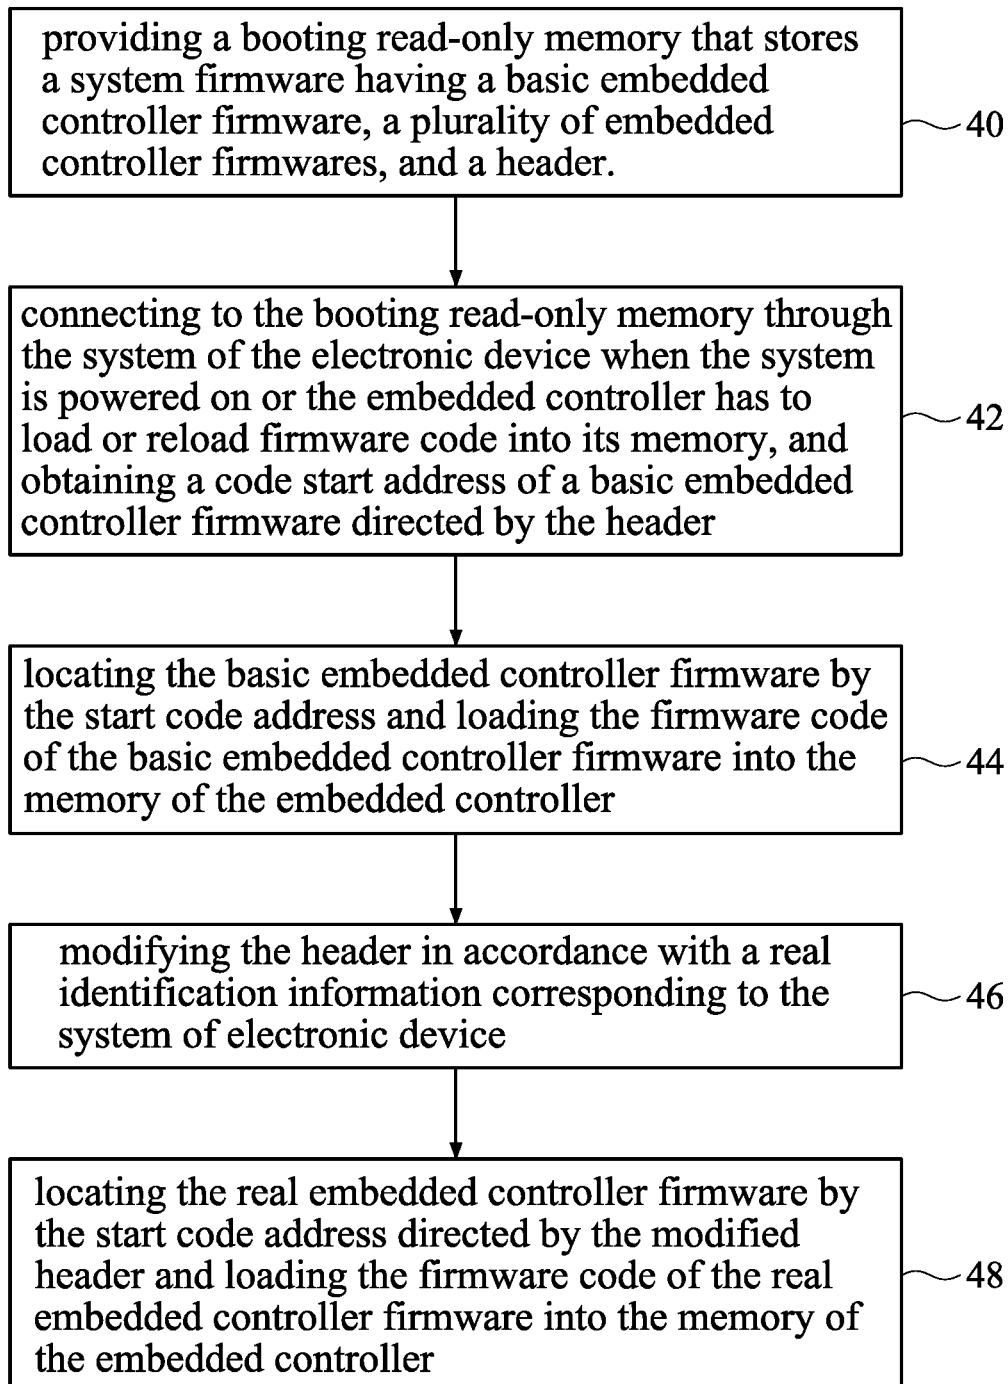 providing a booting read-only memory that stores
a system firmware having a basic embedded
controller firmware, a plurality of embedded
controller firmwares, and a header.
40
connecting to the booting read-only memory through
the system of the electronic device when the system
is powered on or the embedded controller has to
load or reload firmware code into its memory, and
obtaining a code start address of a basic embedded
controller firmware directed by the header
42
locating the basic embedded controller firmware by
the start code address and loading the firmware code
of the basic embedded controller firmware into the
memory of the embedded controller
44
modifying the header in accordance with a real
identification information corresponding to the
system of electronic device
46
locating the real embedded controller firmware by
the start code address directed by the modified
header and loading the firmware code of the real
embedded controller firmware into the memory of
the embedded controller
48